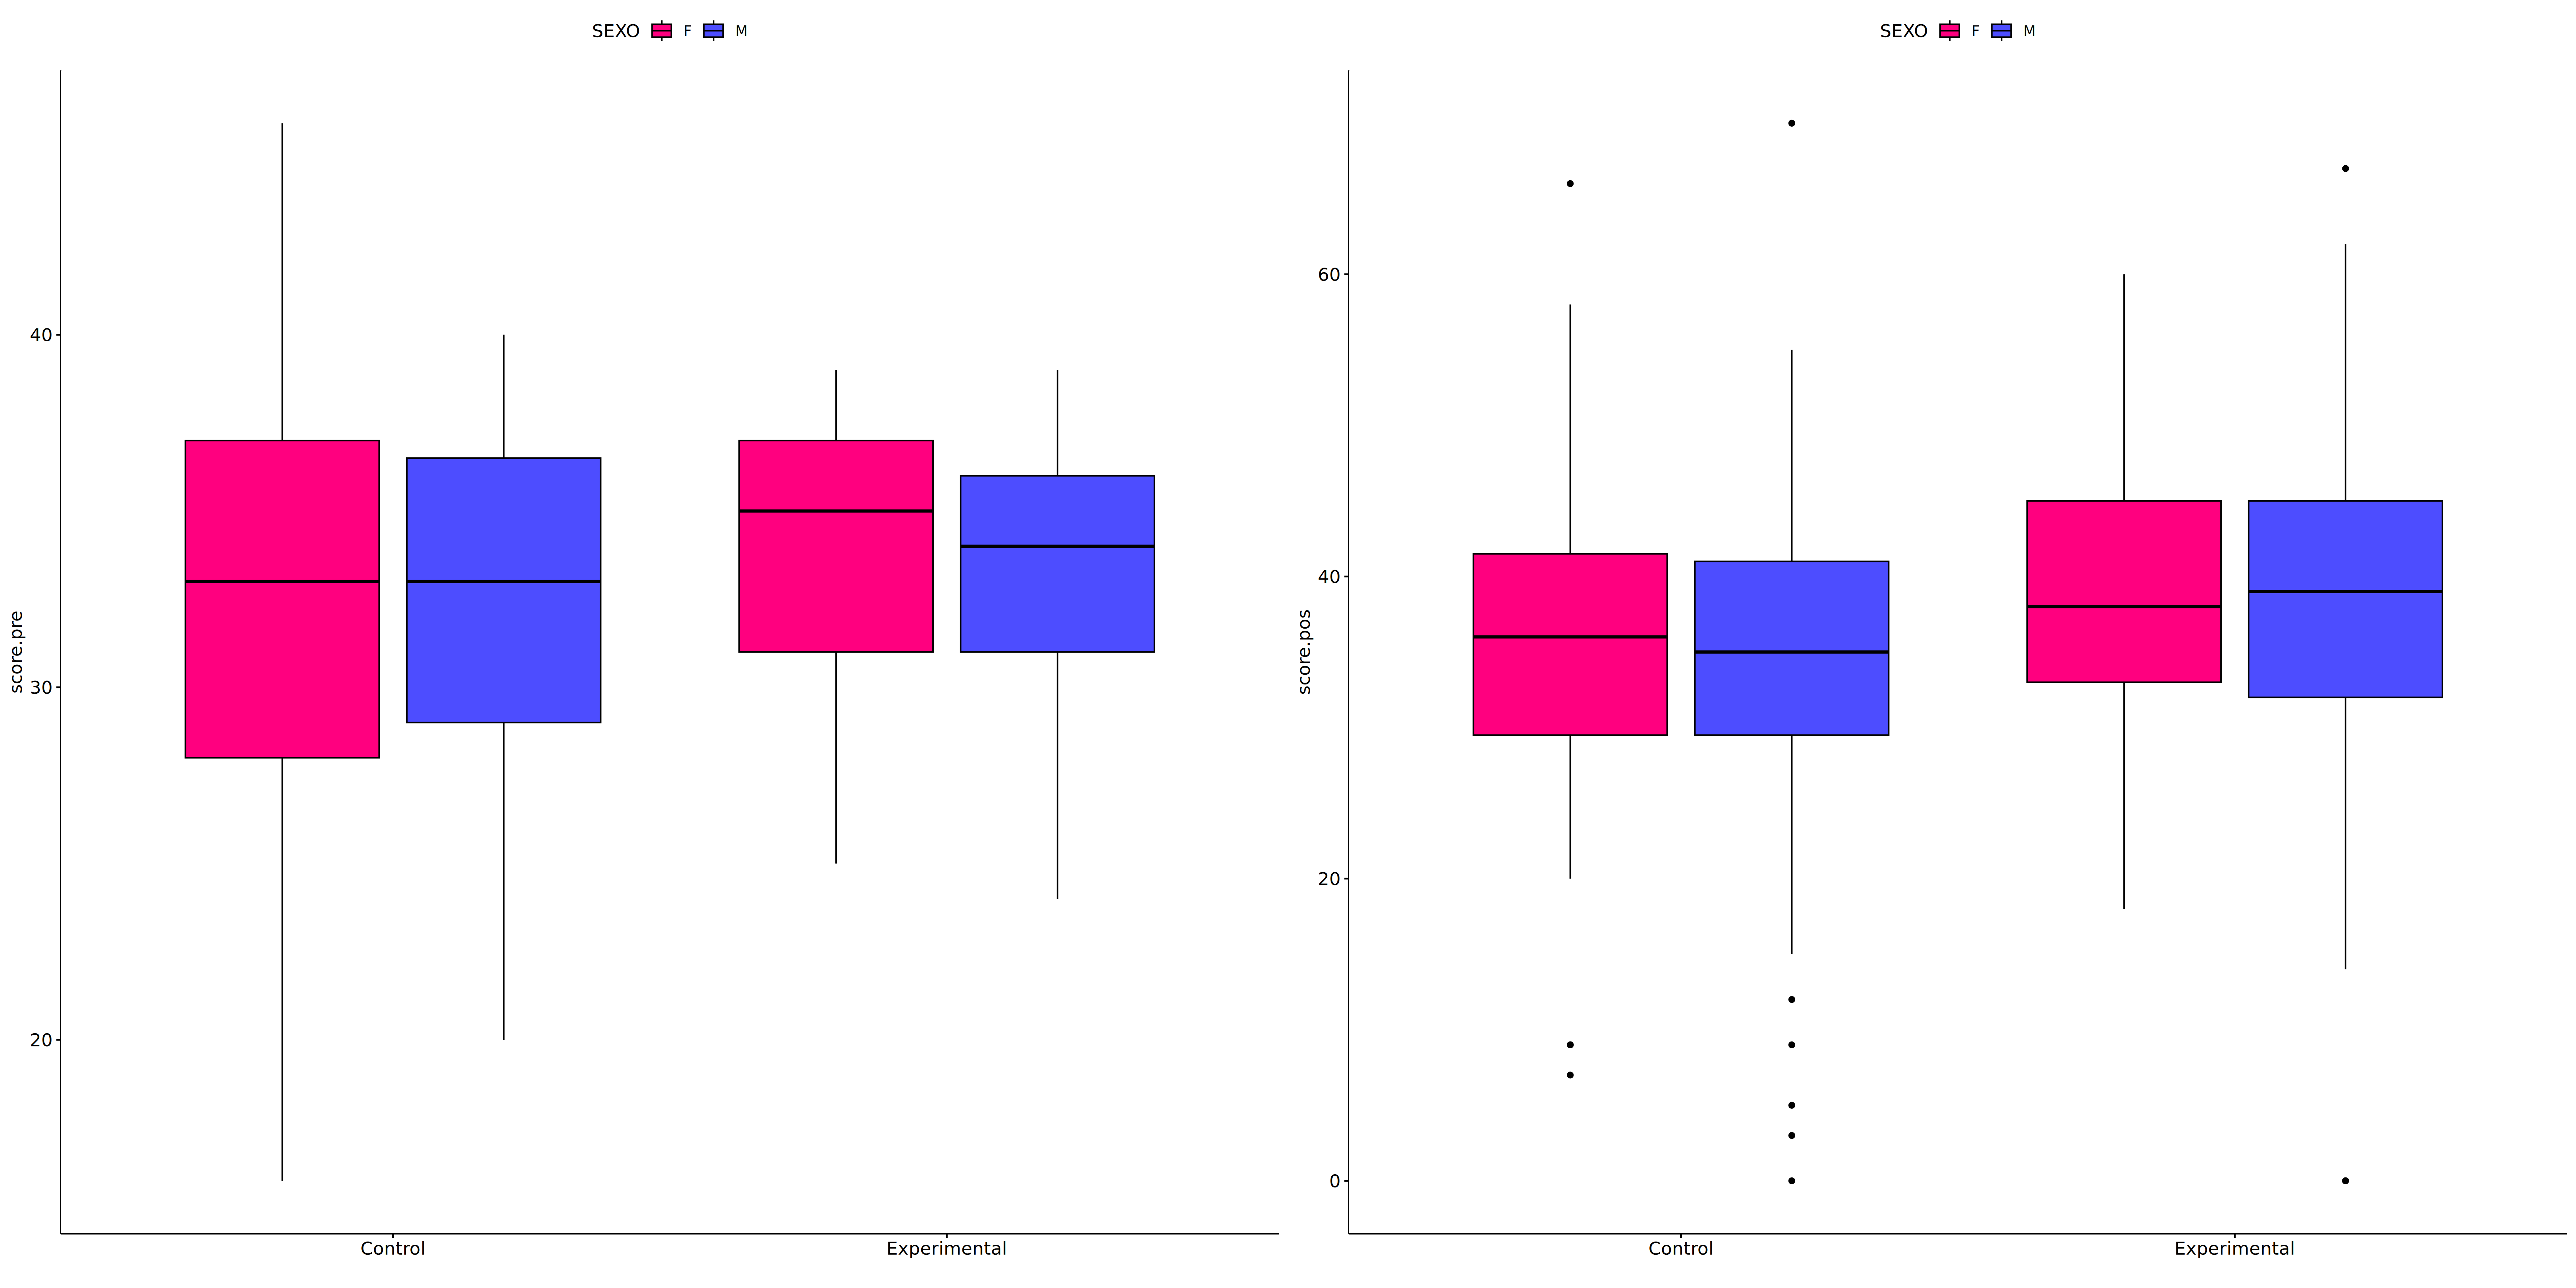 SEXO F M
score.pre
40
30
20
Control Experimental
SEXO F M
score.pos
60
40
20
0
Control Experimental